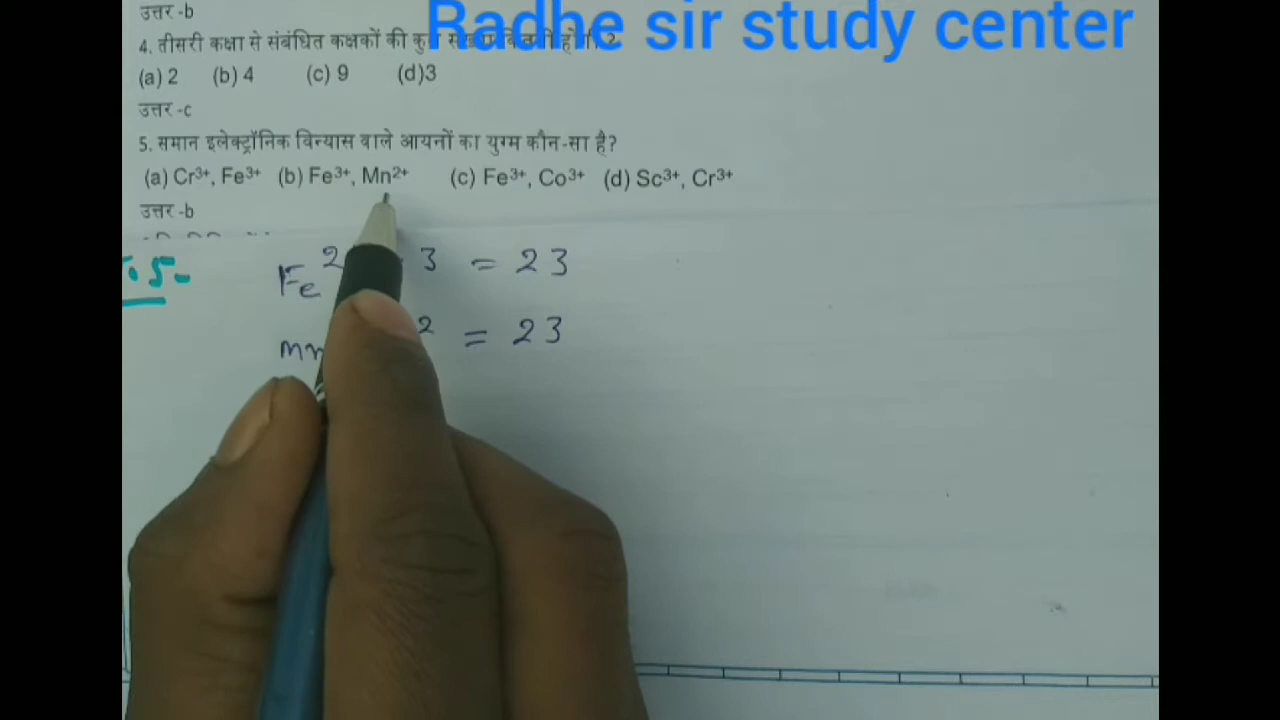 उत्तर -b
Radhe sir study center
4. तीसरी कक्षा से संबंधित कक्षकों की ?
(a) 2 (b) 4 (c) 9 (d)3
उत्तर -c
5. समान इलेक्ट्रॉनिक विन्यास वाले आयनों का युग्म कौन-सा है?
(a) Cr³⁺, Fe³⁺ (b) Fe³⁺, Mn²⁺ (c) Fe³⁺, Co³⁺ (d) Sc³⁺, Cr³⁺
उत्तर -b
5- Fe 2 3 = 23
2 = 23